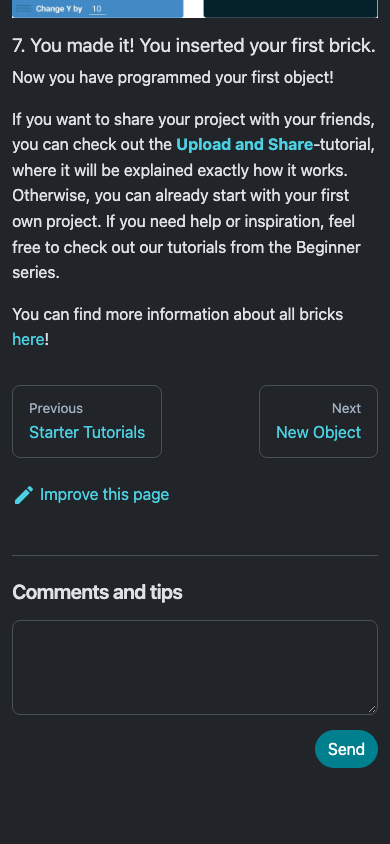 Change Y by 10
7. You made it! You inserted your first brick.
Now you have programmed your first object!
If you want to share your project with your friends,
you can check out the Upload and Share-tutorial,
where it will be explained exactly how it works.
Otherwise, you can already start with your first
own project. If you need help or inspiration, feel
free to check out our tutorials from the Beginner
series.
You can find more information about all bricks
here!
Previous
Starter Tutorials
Next
New Object
Improve this page
Comments and tips
Send